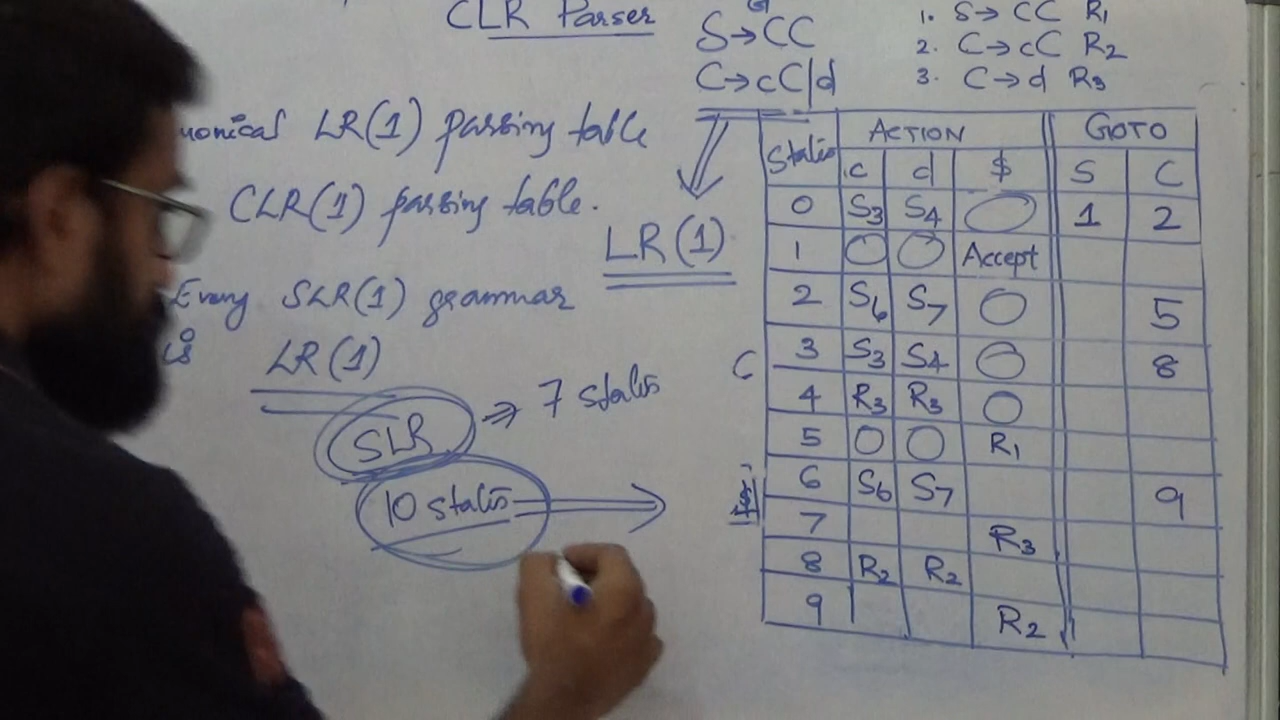 CLR Parser
S→CC
C→cC|d
1. S→ CC R1
2. C→cC R2
3. C→d R3
nonical LR(1) parsing table
CLR(1) parsing table.
LR(1)
Every SLR(1) grammar
is LR(1)
SLR ⇒ 7 states
10 states
C
States ACTION GOTO
c d $ S C
0 S3 S4 1 2
1 Accept
2 S6 S7 5
3 S3 S4 8
4 R3 R3
5 R1
6 S6 S7 9
7 R3
8 R2 R2
9 R2